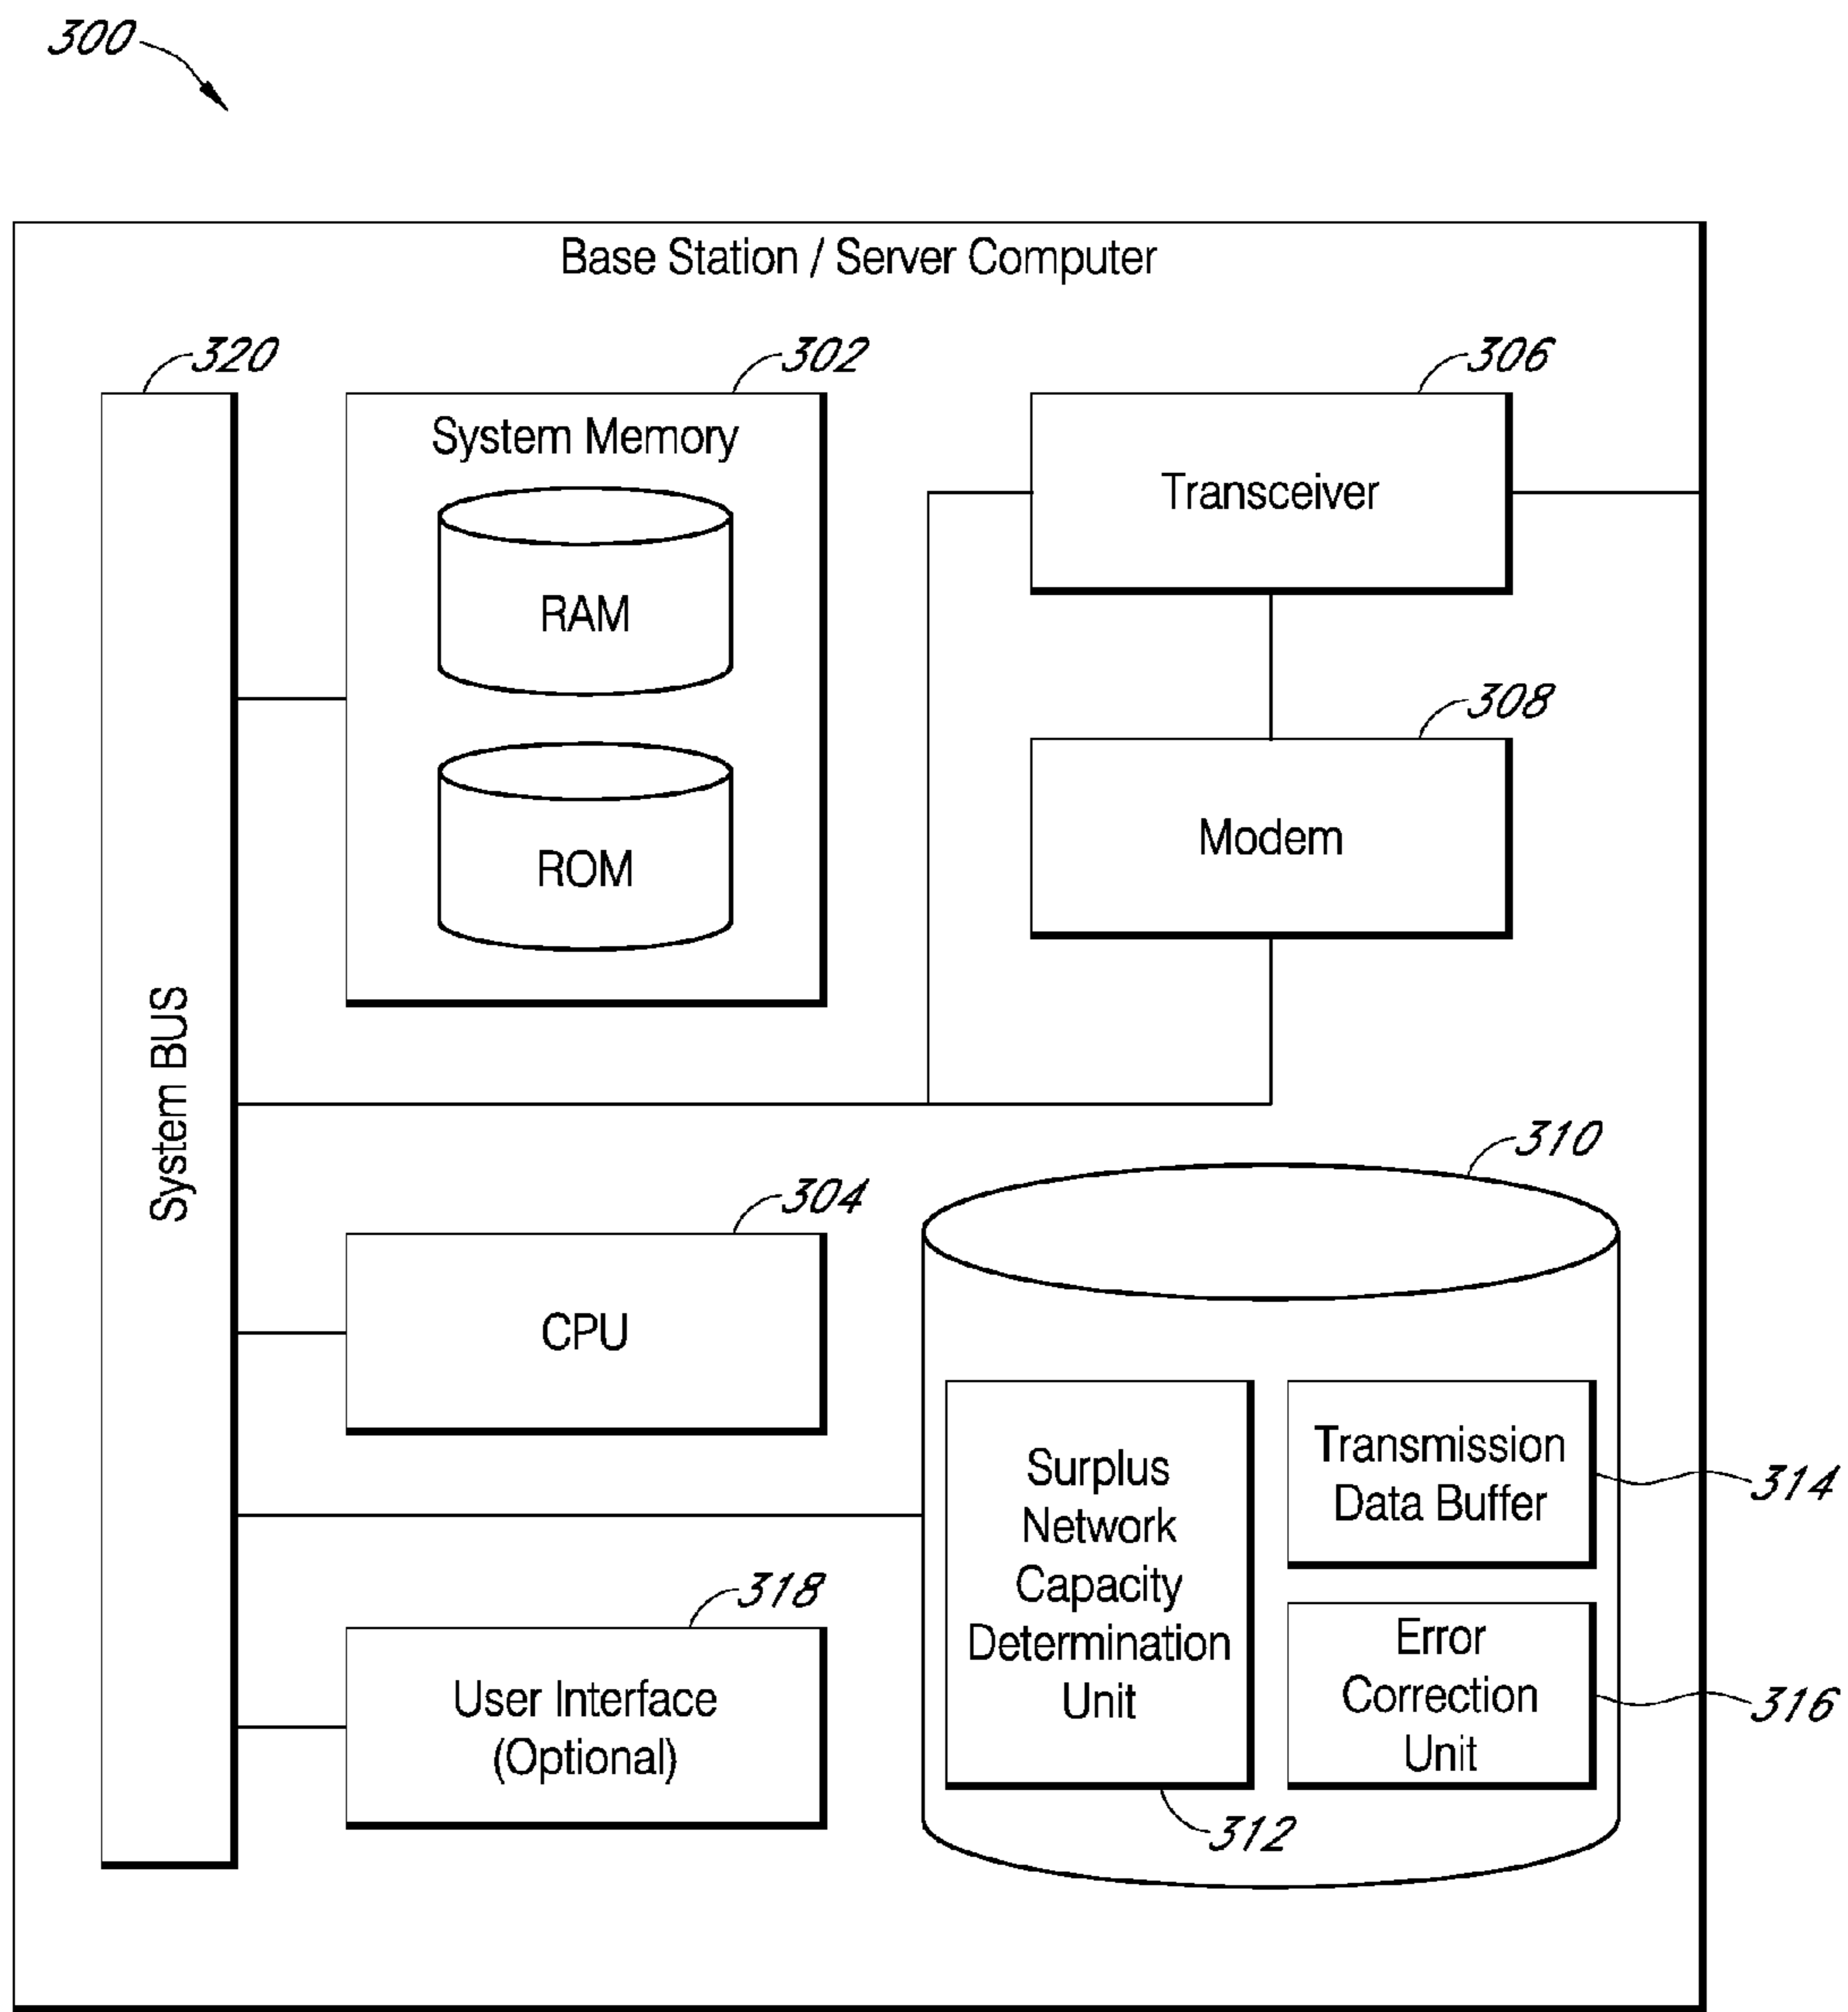 300
Base Station / Server Computer
320
302
306
System Memory
Transceiver
RAM
308
Modem
ROM
System BUS
310
304
CPU
Surplus
Network
Capacity
Determination
Unit
Transmission
Data Buffer
314
318
User Interface
(Optional)
Error
Correction
Unit
316
312